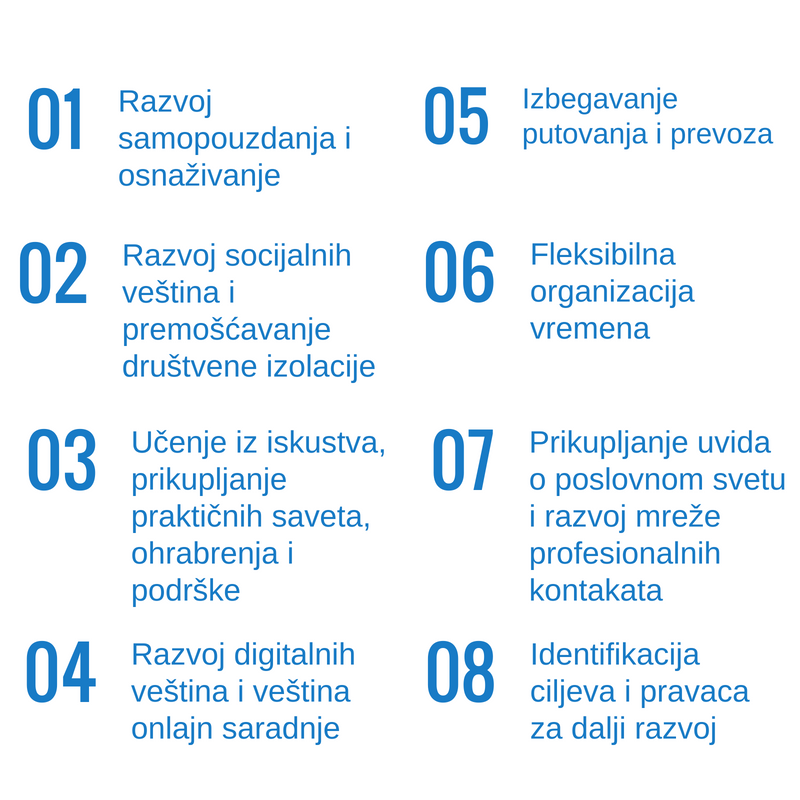 01
Razvoj
samopouzdanja i
osnaživanje
02
Razvoj socijalnih
veština i
premošćavanje
društvene izolacije
03
Učenje iz iskustva,
prikupljanje
praktičnih saveta,
ohrabrenja i
podrške
04
Razvoj digitalnih
veština i veština
onlajn saradnje
05
Izbegavanje
putovanja i prevoza
06
Fleksibilna
organizacija
vremena
07
Prikupljanje uvida
o poslovnom svetu
i razvoj mreže
profesionalnih
kontakata
08
Identifikacija
ciljeva i pravaca
za dalji razvoj